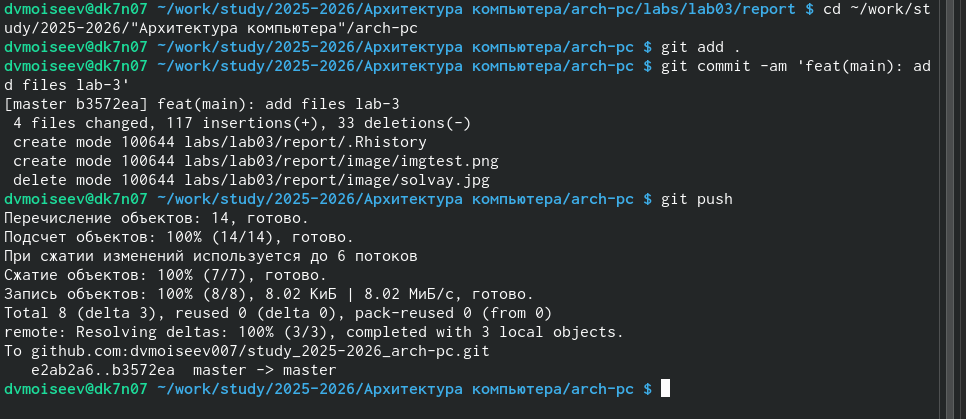 dvmoiseev@dk7n07 ~/work/study/2025-2026/Архитектура компьютера/arch-pc/labs/lab03/report $ cd ~/work/st
udy/2025-2026/"Архитектура компьютера"/arch-pc
dvmoiseev@dk7n07 ~/work/study/2025-2026/Архитектура компьютера/arch-pc $ git add .
dvmoiseev@dk7n07 ~/work/study/2025-2026/Архитектура компьютера/arch-pc $ git commit -am 'feat(main): ad
d files lab-3'
[master b3572ea] feat(main): add files lab-3
 4 files changed, 117 insertions(+), 33 deletions(-)
 create mode 100644 labs/lab03/report/.Rhistory
 create mode 100644 labs/lab03/report/image/imgtest.png
 delete mode 100644 labs/lab03/report/image/solvay.jpg
dvmoiseev@dk7n07 ~/work/study/2025-2026/Архитектура компьютера/arch-pc $ git push
Перечисление объектов: 14, готово.
Подсчет объектов: 100% (14/14), готово.
При сжатии изменений используется до 6 потоков
Сжатие объектов: 100% (7/7), готово.
Запись объектов: 100% (8/8), 8.02 КиБ | 8.02 МиБ/с, готово.
Total 8 (delta 3), reused 0 (delta 0), pack-reused 0 (from 0)
remote: Resolving deltas: 100% (3/3), completed with 3 local objects.
To github.com:dvmoiseev007/study_2025-2026_arch-pc.git
   e2ab2a6..b3572ea  master -> master
dvmoiseev@dk7n07 ~/work/study/2025-2026/Архитектура компьютера/arch-pc $